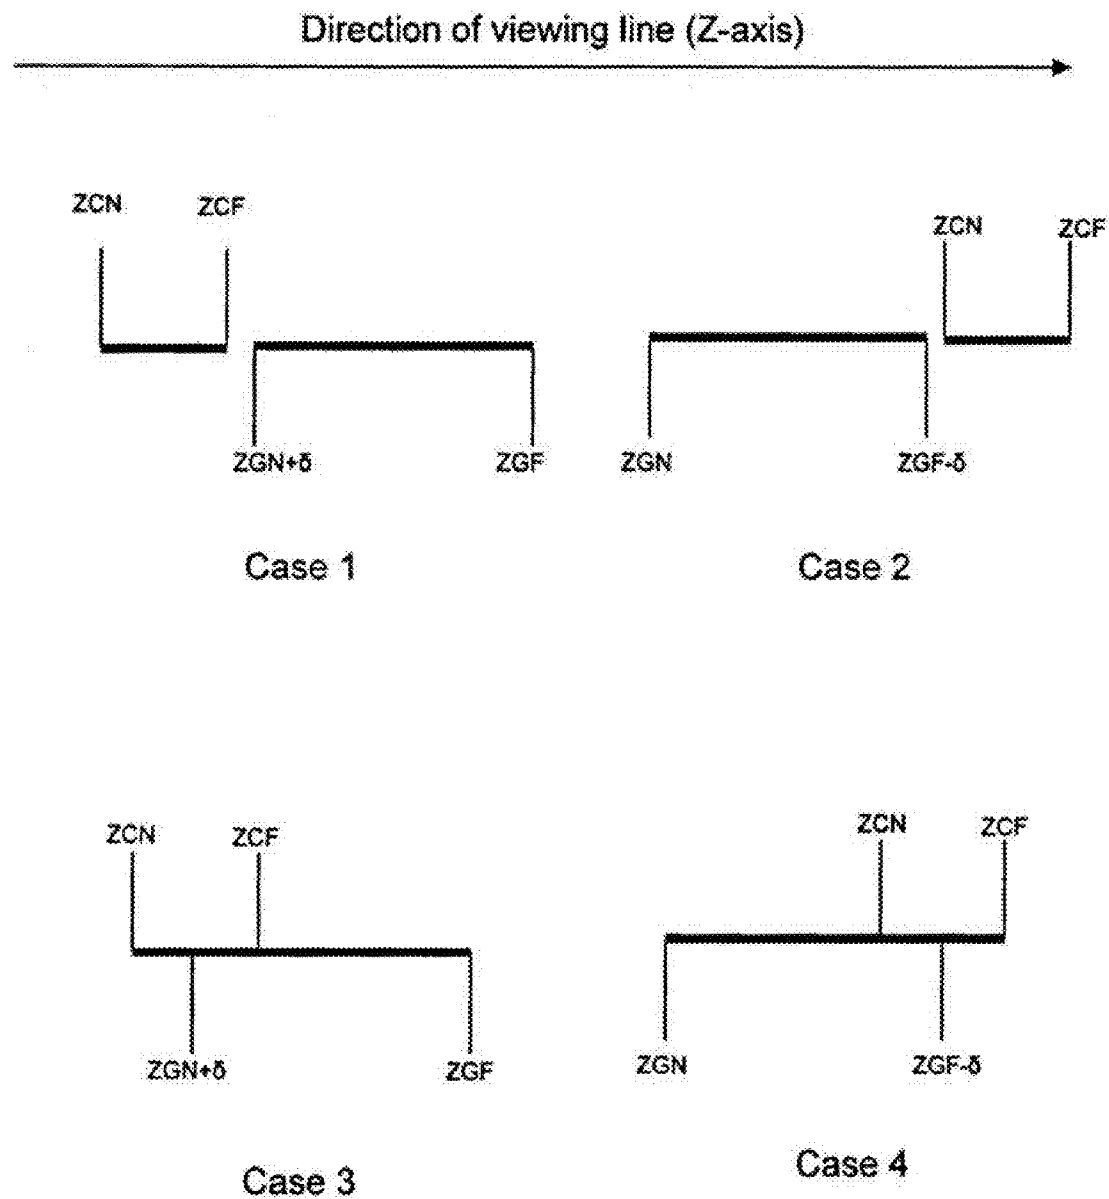 Direction of viewing line (Z-axis)
ZCN ZCF
ZCN ZCF
ZGN+δ ZGF ZGN ZGF-δ
Case 1 Case 2
ZCN ZCF ZCN ZCF
ZGN+δ ZGF ZGN ZGF-δ
Case 3 Case 4